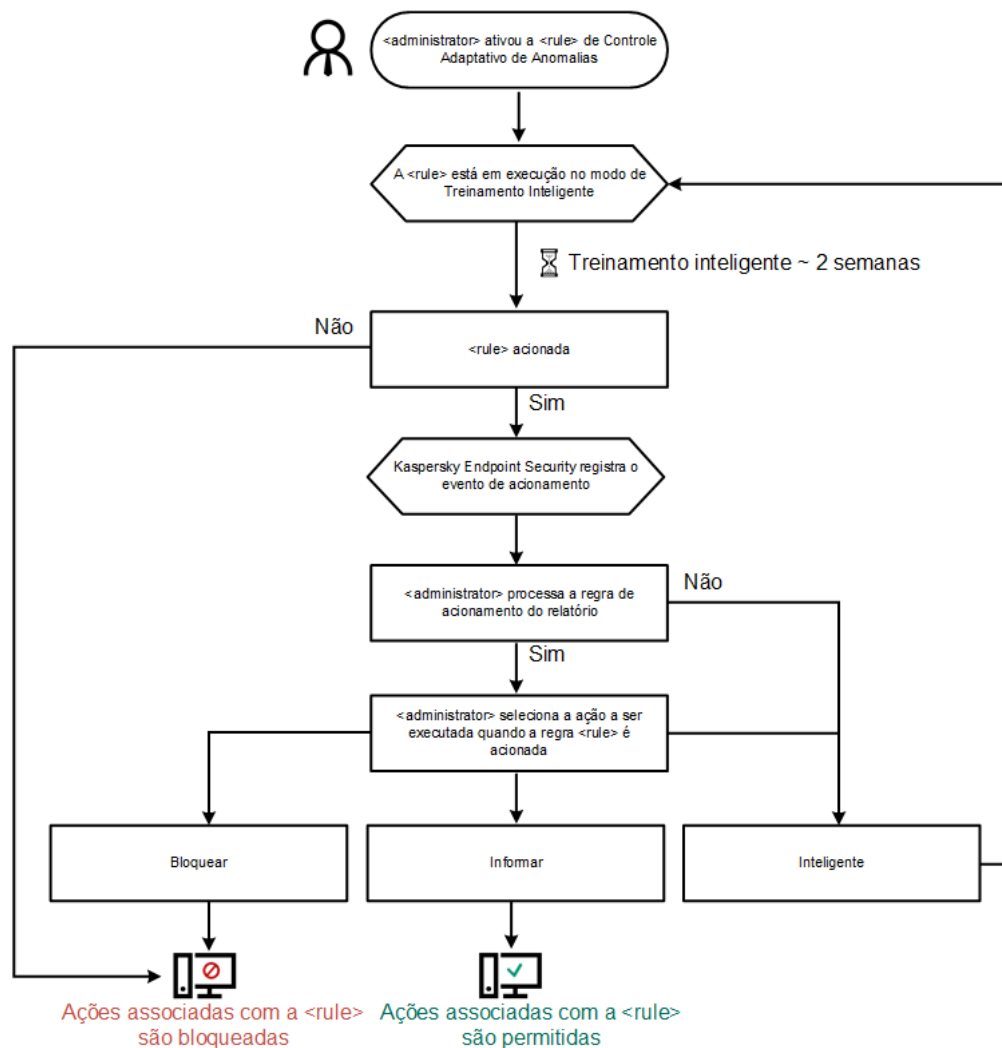 <administrator> ativou a <rule> de Controle
Adaptativo de Anomalias
A <rule> está em execução no modo de
Treinamento Inteligente
Treinamento inteligente ~ 2 semanas
Não
<rule> acionada
Sim
Kaspersky Endpoint Security registra o
evento de acionamento
<administrator> processa a regra de
acionamento do relatório
Não
Sim
<administrator> seleciona a ação a ser
executada quando a regra <rule> é
acionada
Bloquear
Informar
Inteligente
Ações associadas com a <rule>
são bloqueadas
Ações associadas com a <rule>
são permitidas